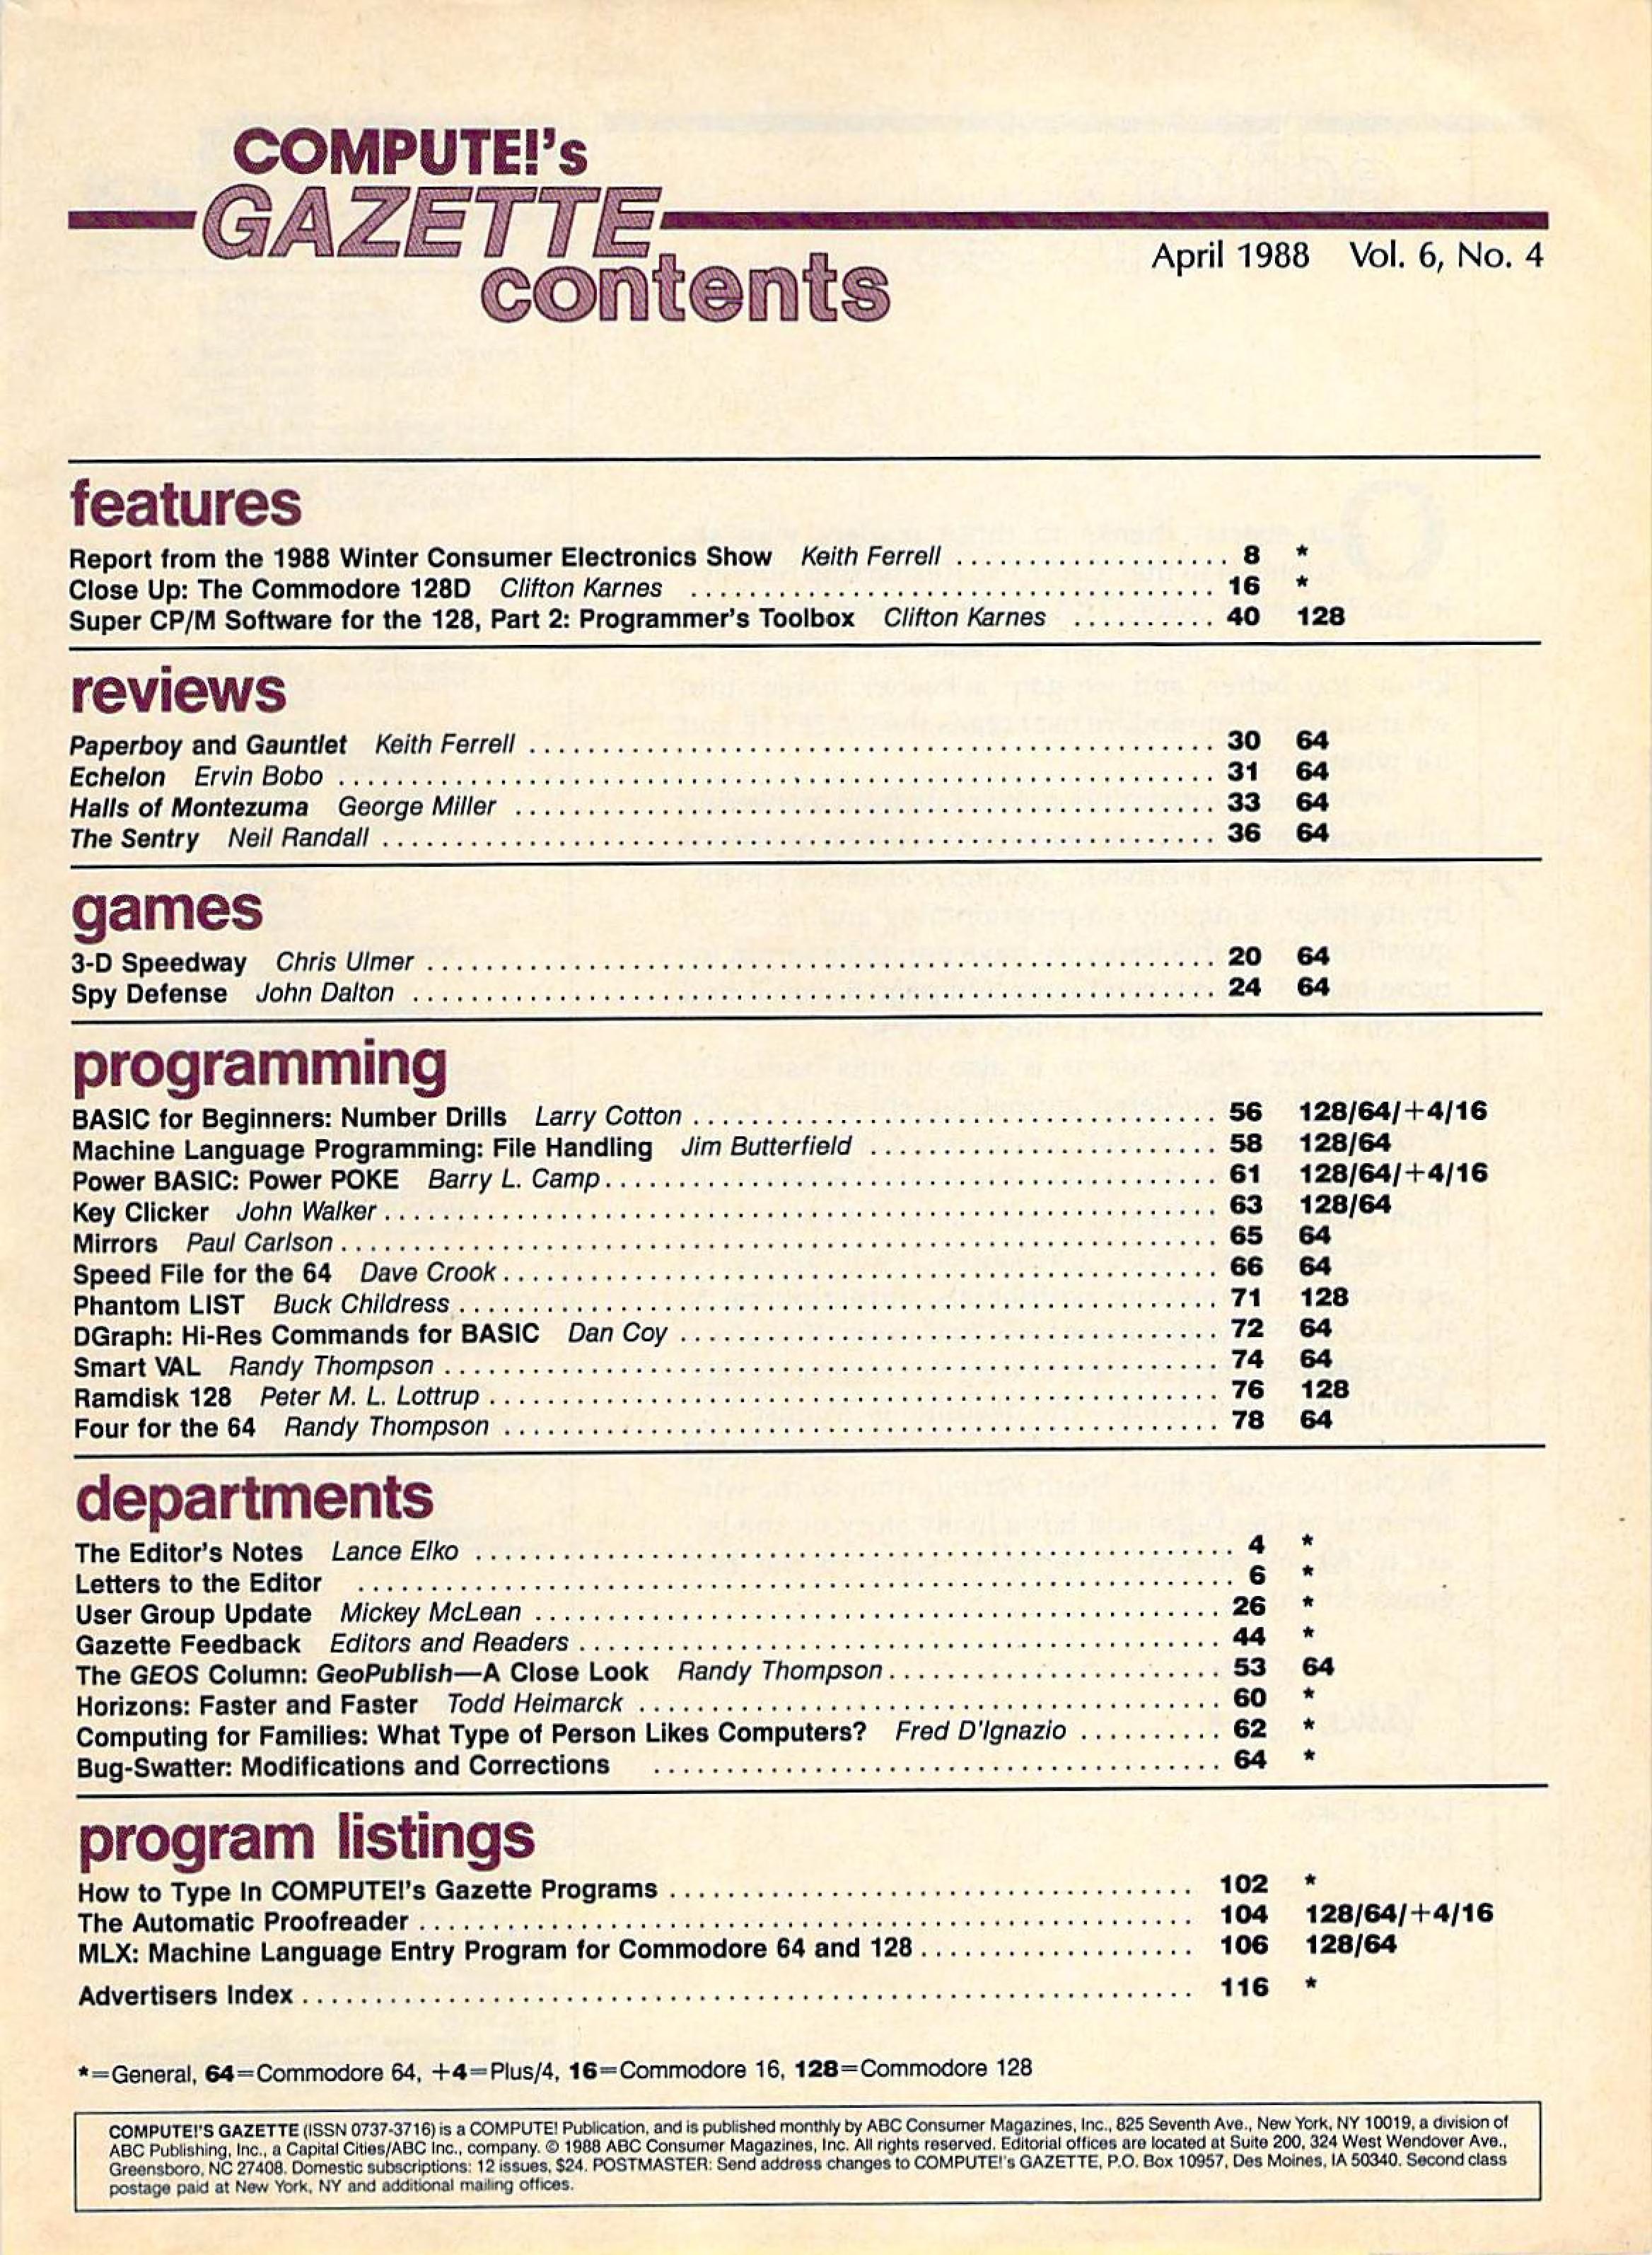 COMPUTE!'s
GAZETTE
contents
April 1988 Vol. 6, No. 4
features
Report from the 1988 Winter Consumer Electronics Show Keith Ferrell ................... 8 *
Close Up: The Commodore 128D Clifton Karnes .................................... 16 *
Super CP/M Software for the 128, Part 2: Programmer's Toolbox Clifton Karnes .......... 40 128
reviews
Paperboy and Gauntlet Keith Ferrell ............................................... 30 64
Echelon Ervin Bobo ............................................................ 31 64
Halls of Montezuma George Miller ................................................ 33 64
The Sentry Neil Randall ......................................................... 36 64
games
3-D Speedway Chris Ulmer ...................................................... 20 64
Spy Defense John Dalton ....................................................... 24 64
programming
BASIC for Beginners: Number Drills Larry Cotton .................................... 56 128/64/+4/16
Machine Language Programming: File Handling Jim Butterfield ........................ 58 128/64
Power BASIC: Power POKE Barry L. Camp.......................................... 61 128/64/+4/16
Key Clicker John Walker......................................................... 63 128/64
Mirrors Paul Carlson............................................................ 65 64
Speed File for the 64 Dave Crook................................................. 66 64
Phantom LIST Buck Childress.................................................... 71 128
DGraph: Hi-Res Commands for BASIC Dan Coy ..................................... 72 64
Smart VAL Randy Thompson ..................................................... 74 64
Ramdisk 128 Peter M. L. Lottrup .................................................. 76 128
Four for the 64 Randy Thompson ................................................. 78 64
departments
The Editor's Notes Lance Elko .................................................... 4 *
Letters to the Editor ............................................................ 6 *
User Group Update Mickey McLean ............................................... 26 *
Gazette Feedback Editors and Readers ............................................ 44 *
The GEOS Column: GeoPublish—A Close Look Randy Thompson....................... 53 64
Horizons: Faster and Faster Todd Heimarck ........................................ 60 *
Computing for Families: What Type of Person Likes Computers? Fred D'Ignazio .......... 62 *
Bug-Swatter: Modifications and Corrections ....................................... 64 *
program listings
How to Type In COMPUTE!'s Gazette Programs .................................... 102 *
The Automatic Proofreader ..................................................... 104 128/64/+4/16
MLX: Machine Language Entry Program for Commodore 64 and 128................... 106 128/64
Advertisers Index ............................................................. 116 *
*=General, 64=Commodore 64, +4=Plus/4, 16=Commodore 16, 128=Commodore 128
COMPUTE!'S GAZETTE (ISSN 0737-3716) is a COMPUTE! Publication, and is published monthly by ABC Consumer Magazines, Inc., 825 Seventh Ave., New York, NY 10019, a division of
ABC Publishing, Inc., a Capital Cities/ABC Inc., company. © 1988 ABC Consumer Magazines, Inc. All rights reserved. Editorial offices are located at Suite 200, 324 West Wendover Ave.,
Greensboro, NC 27408. Domestic subscriptions: 12 issues, $24. POSTMASTER: Send address changes to COMPUTE!'s GAZETTE, P.O. Box 10957, Des Moines, IA 50340. Second class
postage paid at New York, NY and additional mailing offices.